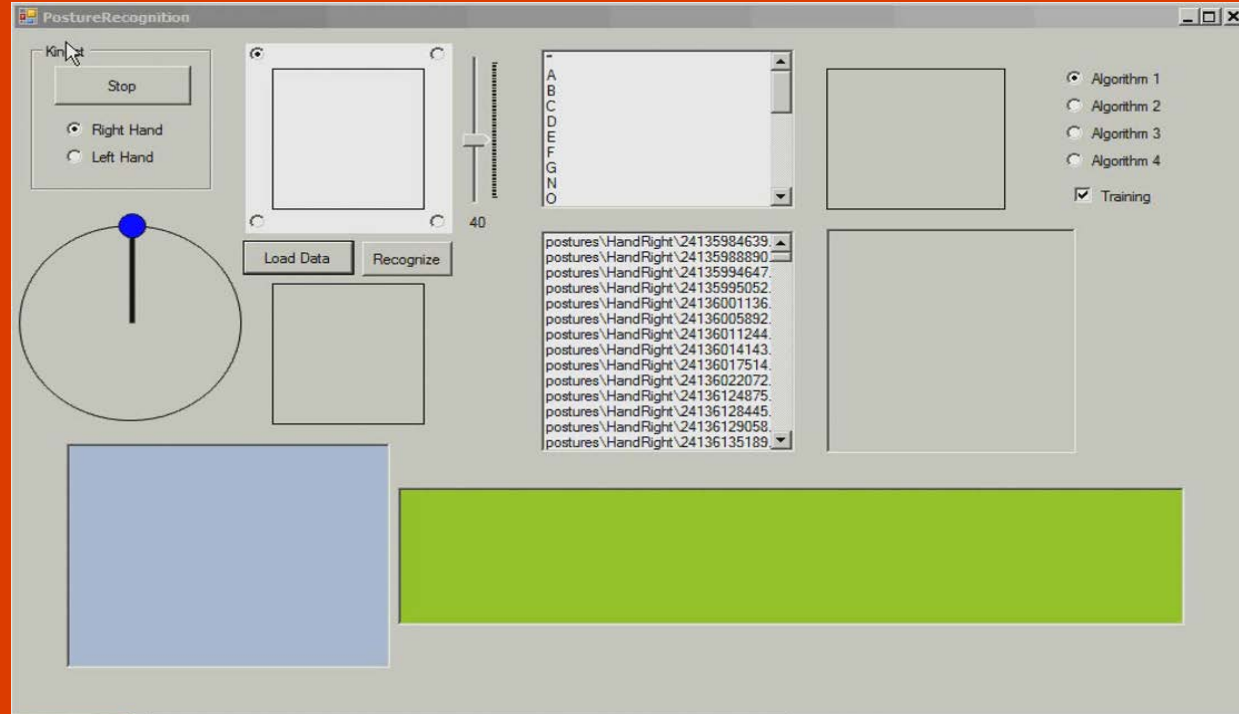 PostureRecognition
Stop
Right Hand
Left Hand
40
Load Data
Recognize
-
A
B
C
D
E
F
G
N
O
postures\HandRight\24135984639.
postures\HandRight\24135988890.
postures\HandRight\24135994647.
postures\HandRight\24135995052.
postures\HandRight\24136001136.
postures\HandRight\24136005892.
postures\HandRight\24136011244.
postures\HandRight\24136014143.
postures\HandRight\24136017514.
postures\HandRight\24136022072.
postures\HandRight\24136124875.
postures\HandRight\24136128445.
postures\HandRight\24136129058.
postures\HandRight\24136135189.
Algorithm 1
Algorithm 2
Algorithm 3
Algorithm 4
Training